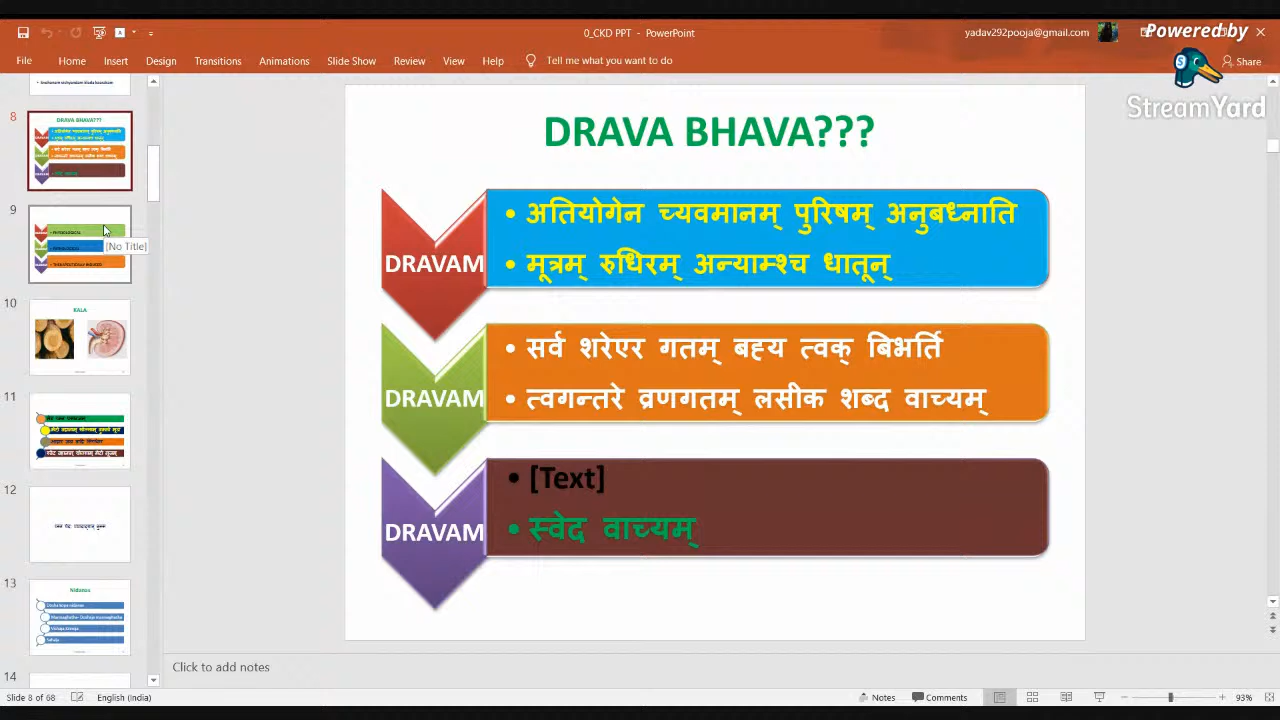 0_CKD PPT - PowerPoint
yadav292pooja@gmail.com
Powered by
StreamYard
File Home Insert Design Transitions Animations Slide Show Review View Help Tell me what you want to do Share
8
DRAVA BHAVA???
9
[No Title]
10
KALA
11
12
13
Nidanas
14
DRAVA BHAVA???
DRAVAM
• अतियोगेन च्यवमानम् पुरिषम् अनुबध्नाति
• मूत्रम् रुधिरम् अन्याम्श्च धातून्
DRAVAM
• सर्व शरेएर गतम् बह्य त्वक् बिभर्ति
• त्वगन्तरे व्रणगतम् लसीक शब्द वाच्यम्
DRAVAM
• [Text]
• स्वेद वाच्यम्
Click to add notes
Slide 8 of 68 English (India) Notes Comments 93%